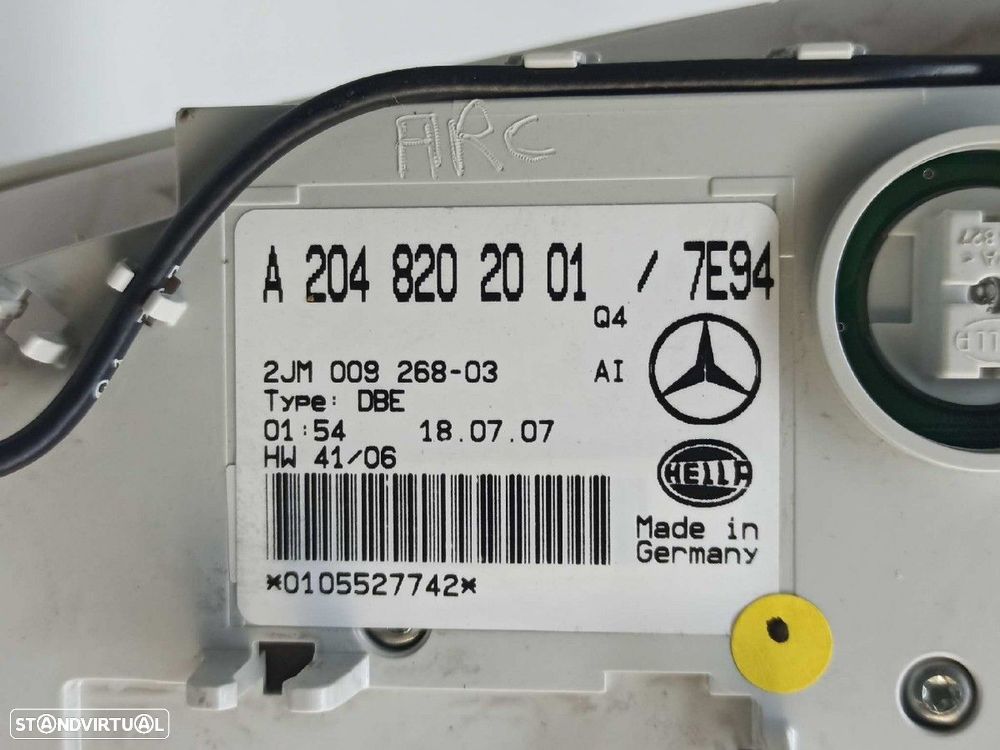 ARC
A 204 820 20 01 / 7E94
Q4
2JM 009 268-03 AI
Type: DBE
01:54 18.07.07
HW 41/06
HELLA
Made in
Germany
*0105527742*
HELLA
STANDVIRTUAL